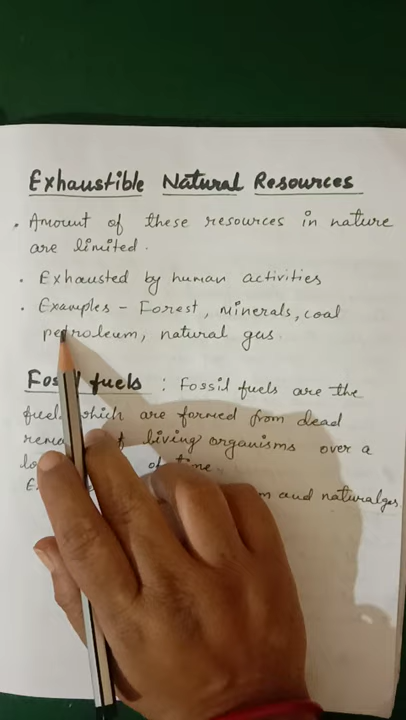 Exhaustible Natural Resources
. Amount of these resources in nature
are limited.
. Exhausted by human activities
. Examples - Forest, minerals, coal
petroleum, natural gas.
Fossil fuels : Fossil fuels are the
fuels which are formed from dead
of living organisms over a
of time.
and natural gas.